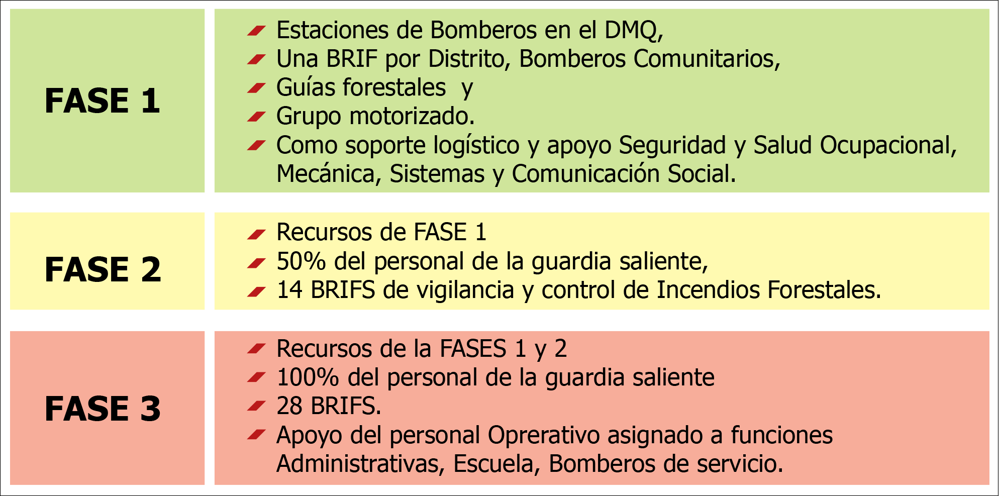 FASE 1
Estaciones de Bomberos en el DMQ,
Una BRIF por Distrito, Bomberos Comunitarios,
Guías forestales y
Grupo motorizado.
Como soporte logístico y apoyo Seguridad y Salud Ocupacional,
Mecánica, Sistemas y Comunicación Social.
FASE 2
Recursos de FASE 1
50% del personal de la guardia saliente,
14 BRIFS de vigilancia y control de Incendios Forestales.
FASE 3
Recursos de la FASES 1 y 2
100% del personal de la guardia saliente
28 BRIFS.
Apoyo del personal Oprerativo asignado a funciones
Administrativas, Escuela, Bomberos de servicio.